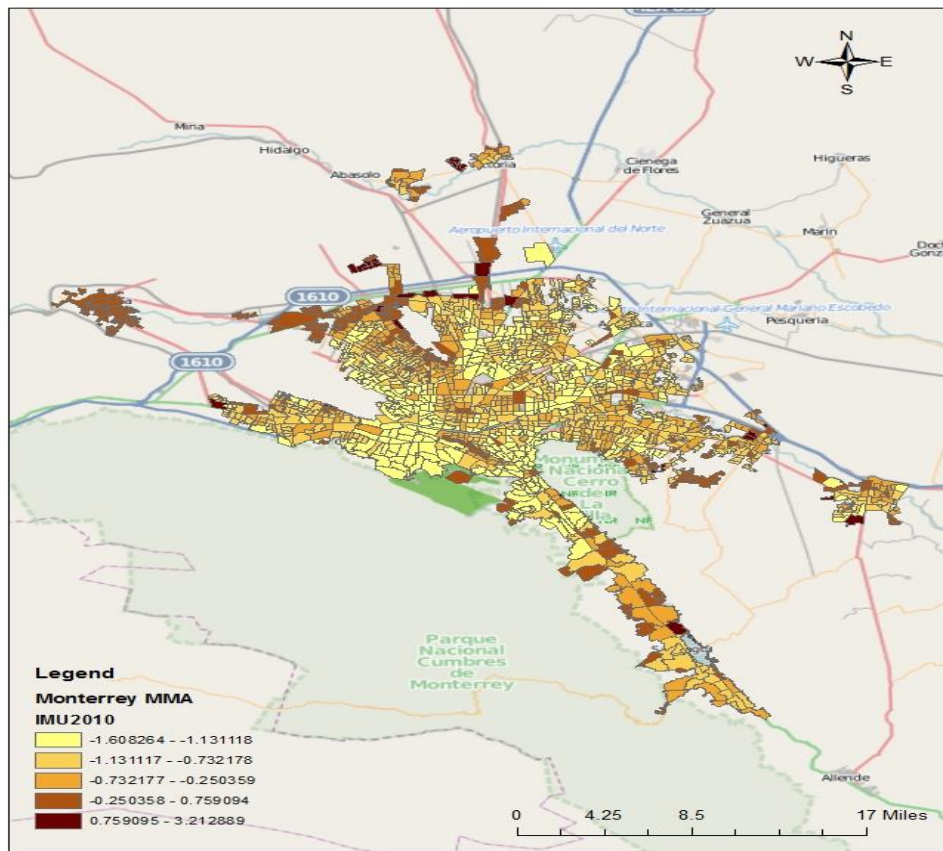 N
W E
S
Mina
Hidalgo
Abasolo
Cienega
de Flores
Higueras
General
Zuazua
Marin
Aeropuerto Internacional del Norte
1610
Internacional General Mariano Escobedo
Pesqueria
1610
Cerro
de
Parque
Nacional
Cumbres
de
Monterrey
Allende
Legend
Monterrey MMA
IMU2010
-1.608264 - -1.131118
-1.131117 - -0.732178
-0.732177 - -0.250359
-0.250358 - 0.759094
0.759095 - 3.212889
0 4.25 8.5 17 Miles